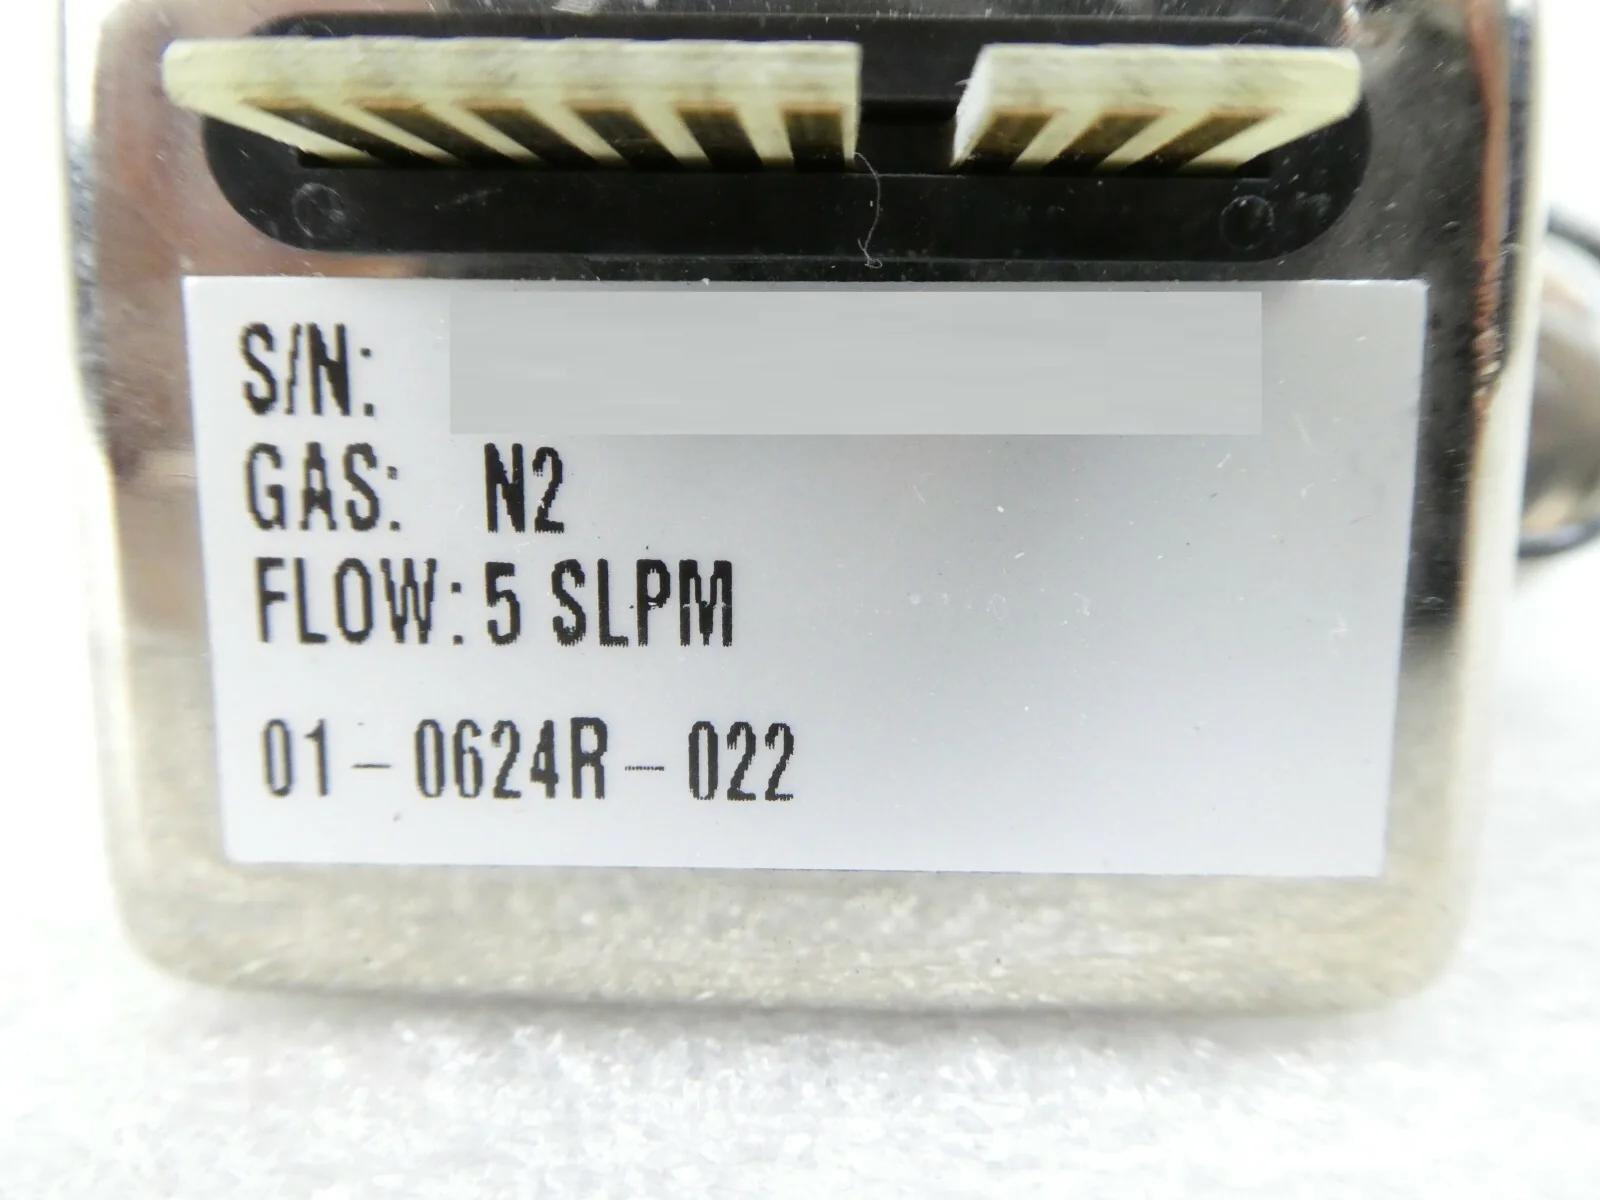 S/N:
GAS: N2
FLOW: 5 SLPM
01-0624R-022